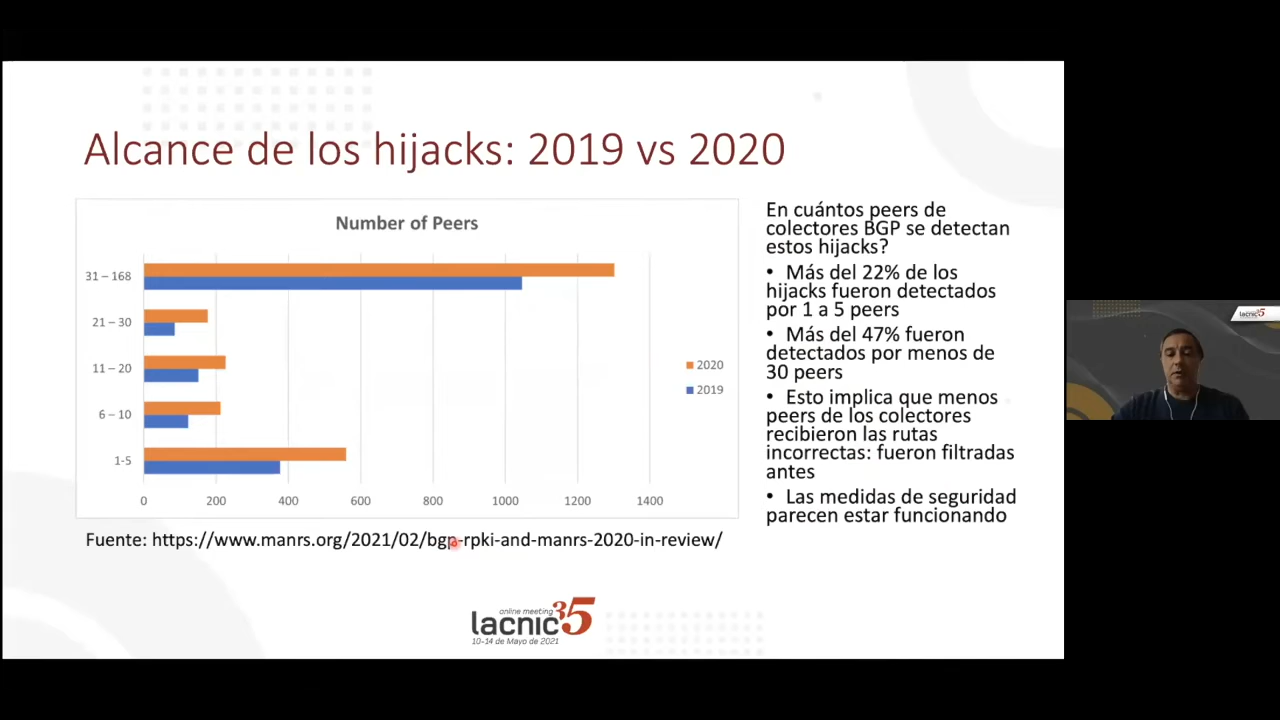 Alcance de los hijacks: 2019 vs 2020
Number of Peers
31 – 168
21 – 30
11 – 20
6 – 10
1-5
0 200 400 600 800 1000 1200 1400
2020
2019
En cuántos peers de
colectores BGP se detectan
estos hijacks?
• Más del 22% de los
hijacks fueron detectados
por 1 a 5 peers
• Más del 47% fueron
detectados por menos de
30 peers
• Esto implica que menos
peers de los colectores
recibieron las rutas
incorrectas: fueron filtradas
antes
• Las medidas de seguridad
parecen estar funcionando
Fuente: https://www.manrs.org/2021/02/bgp-rpki-and-manrs-2020-in-review/
online meeting
lacnic 35
10-14 de Mayo de 2021
lacnic 35